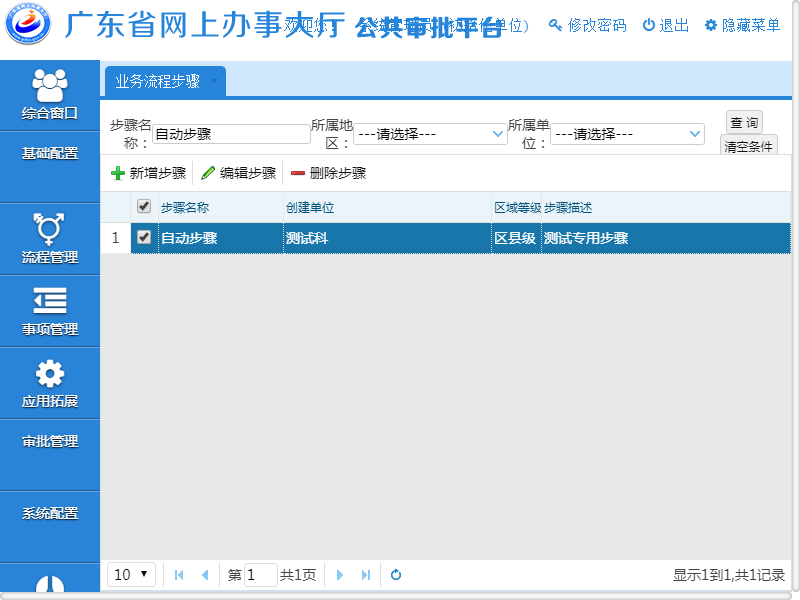 广东省网上办事大厅 公共审批平台
修改密码 退出 隐藏菜单
综合窗口
基础配置
流程管理
事项管理
应用拓展
审批管理
系统配置
业务流程步骤 ×
步骤名称： 自动步骤 所属地区： ---请选择--- 所属单位： ---请选择--- 查 询
清空条件
新增步骤 编辑步骤 删除步骤
步骤名称 创建单位 区域等级 步骤描述
1 自动步骤 测试科 区县级 测试专用步骤
10 第 1 共1页 显示1到1,共1记录